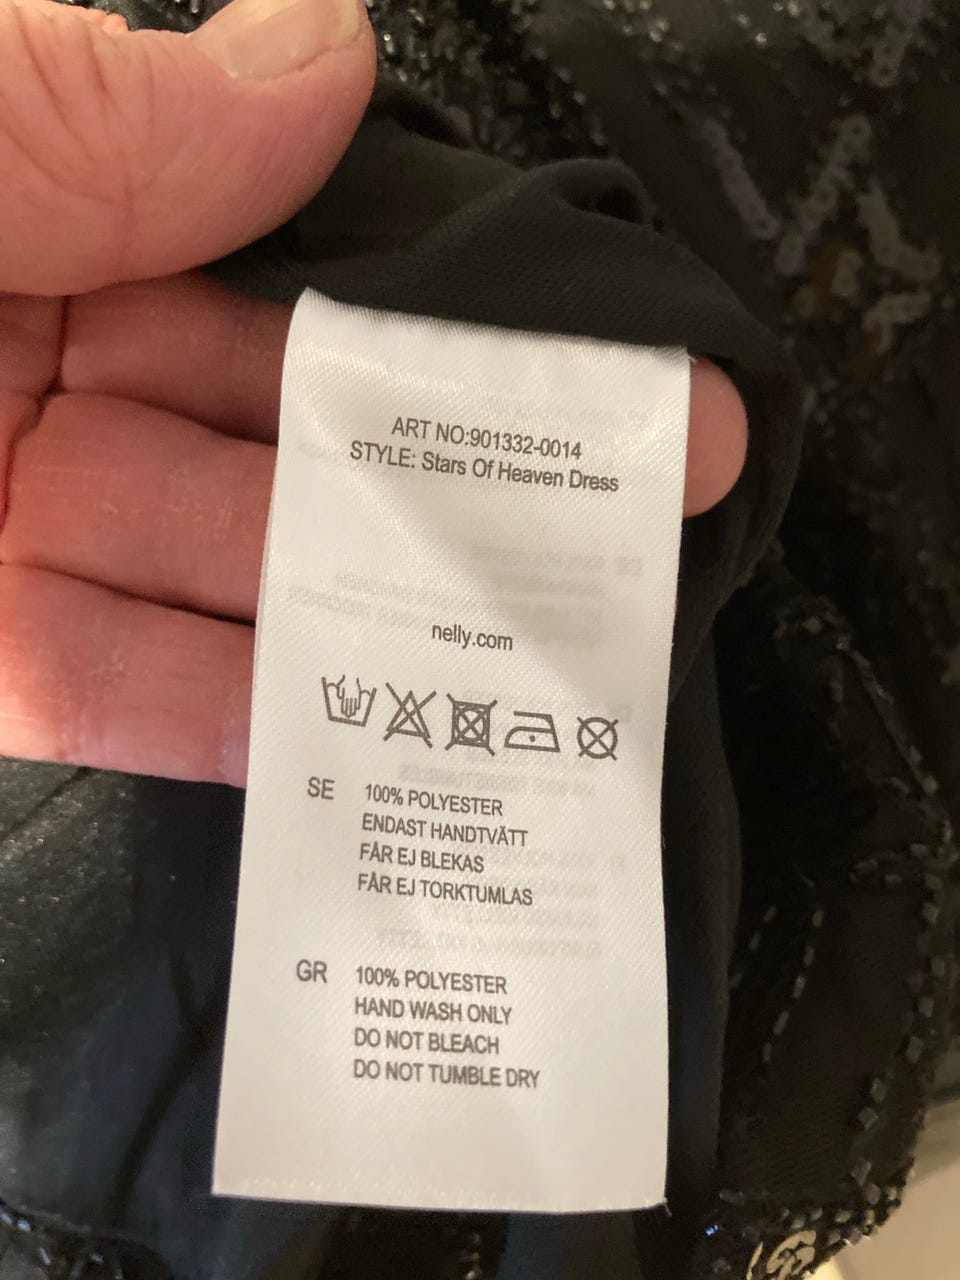 ART NO:901332-0014
STYLE: Stars Of Heaven Dress
nelly.com
SE 100% POLYESTER
ENDAST HANDTVÄTT
FÅR EJ BLEKAS
FÅR EJ TORKTUMLAS
GR 100% POLYESTER
HAND WASH ONLY
DO NOT BLEACH
DO NOT TUMBLE DRY